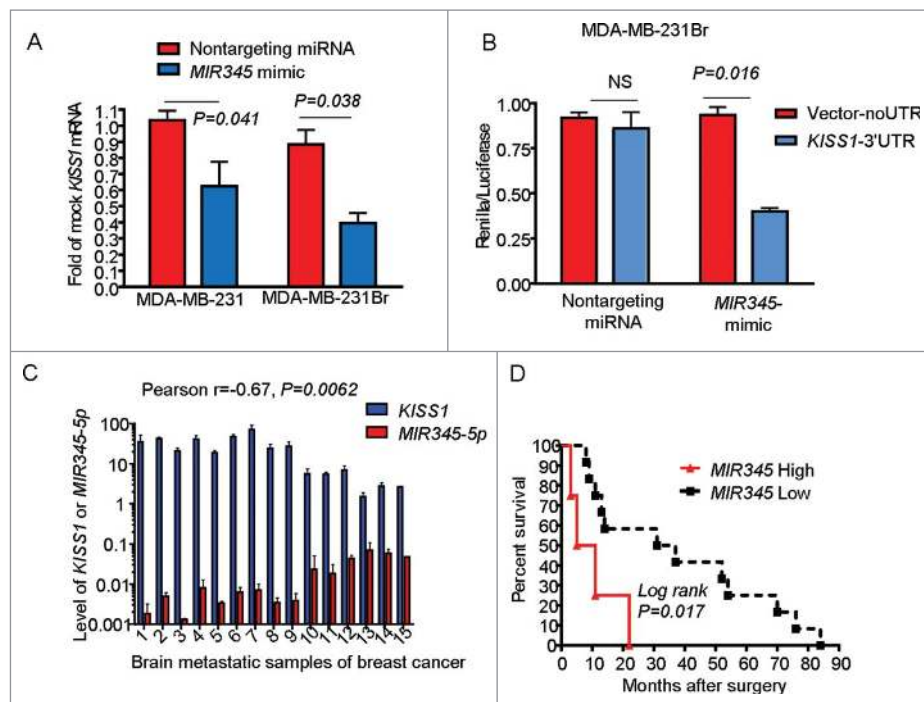 A
Nontargeting miRNA
MIR345 mimic
P=0.041
P=0.038
Fold of mock KISS1 mRNA
1.1
1.0
0.9
0.8
0.7
0.6
0.5
0.4
0.3
0.2
0.1
0.0
MDA-MB-231
MDA-MB-231Br
B
MDA-MB-231Br
NS
P=0.016
Vector-noUTR
KISS1-3'UTR
Renilla/Luciferase
1.00
0.75
0.50
0.25
0.00
Nontargeting
miRNA
MIR345-
mimic
C
Pearson r=-0.67, P=0.0062
KISS1
MIR345-5p
Level of KISS1 or MIR345-5p
100
10
1
0.1
0.01
0.001
1 2 3 4 5 6 7 8 9 10 11 12 13 14 15
Brain metastatic samples of breast cancer
D
MIR345 High
MIR345 Low
Percent survival
100
90
80
70
60
50
40
30
20
10
0
Log rank
P=0.017
0 10 20 30 40 50 60 70 80 90
Months after surgery